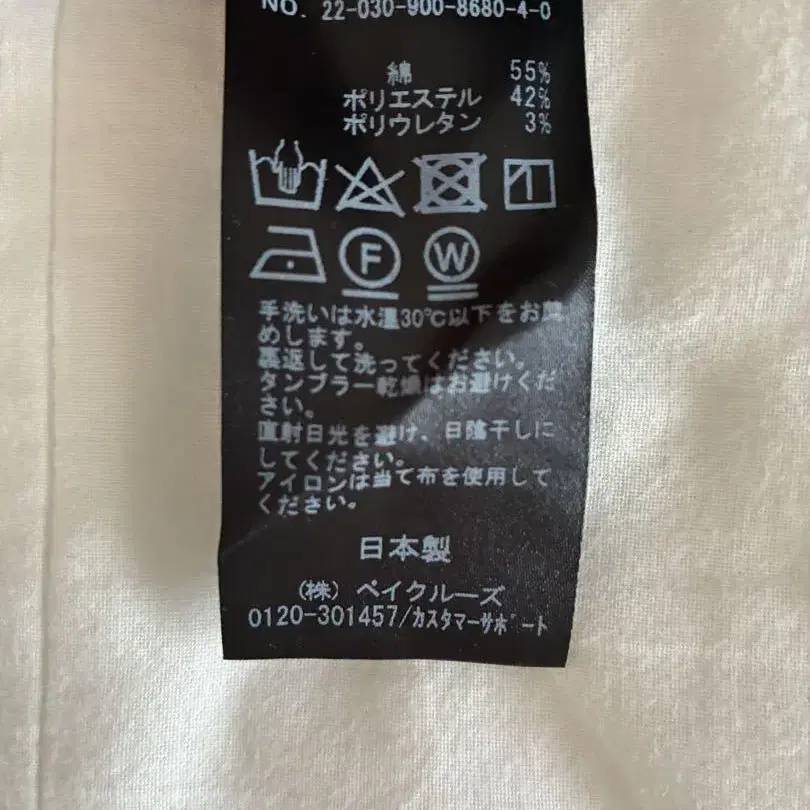 NO. 22-030-900-8680-4-0
綿 55%
ポリエステル 42%
ポリウレタン 3%
F W
手洗いは水温30℃以下をお薦
めします。
裏返して洗ってください。
タンブラー乾燥はお避けくだ
さい。
直射日光を避け、日陰干しに
してください。
アイロンは当て布を使用して
ください。
日本製
(株) ベイクルーズ
0120-301457/カスタマーサポート